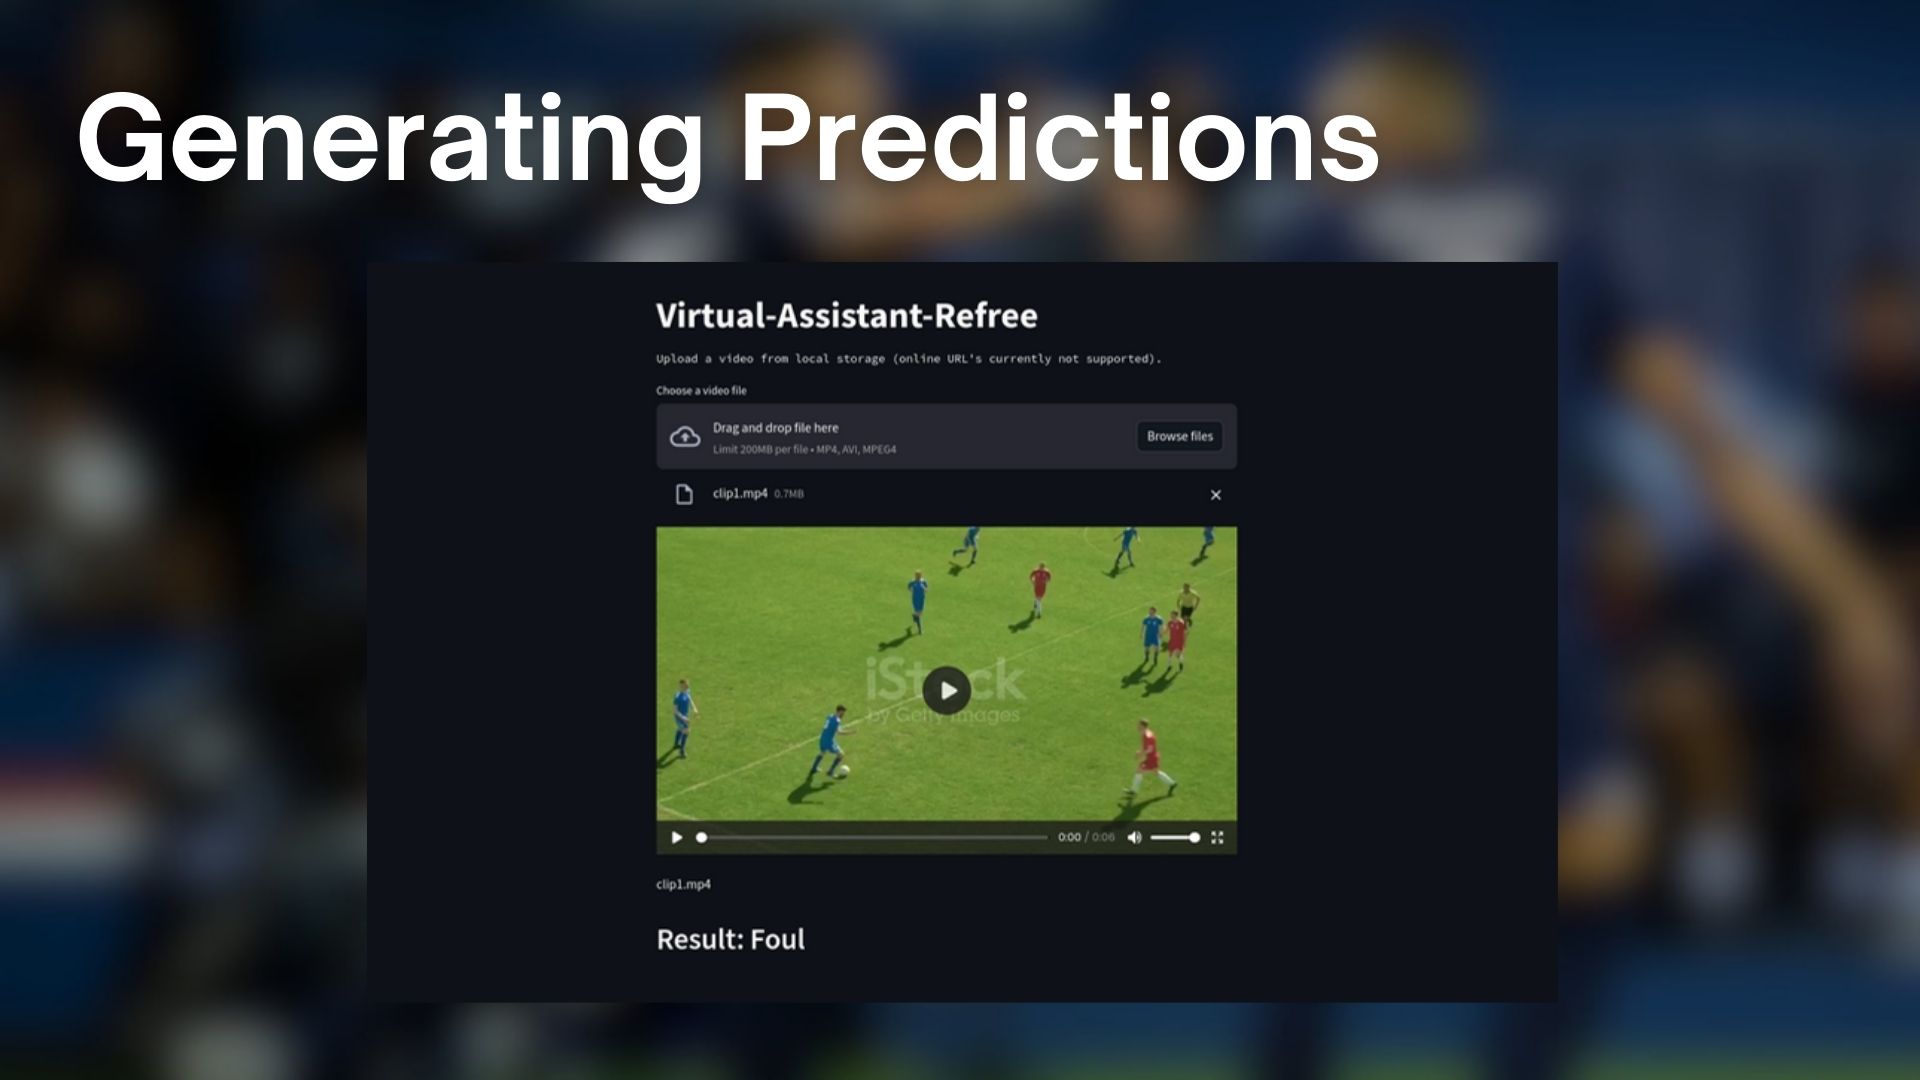 Generating Predictions
Virtual-Assistant-Refree
Upload a video from local storage (online URL's currently not supported).
Choose a video file
Drag and drop file here
Limit 200MB per file • MP4, AVI, MPEG4
Browse files
clip1.mp4 0.7MB
iStock
by Getty Images
0:00 / 0:06
clip1.mp4
Result: Foul